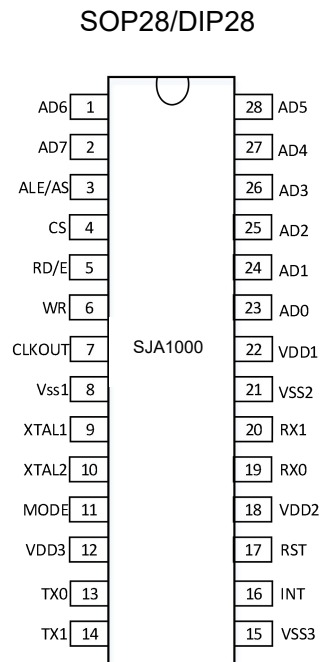 SOP28/DIP28
AD6 1 28 AD5
AD7 2 27 AD4
ALE/AS 3 26 AD3
CS 4 25 AD2
RD/E 5 24 AD1
WR 6 23 AD0
CLKOUT 7 SJA1000 22 VDD1
Vss1 8 21 VSS2
XTAL1 9 20 RX1
XTAL2 10 19 RX0
MODE 11 18 VDD2
VDD3 12 17 RST
TX0 13 16 INT
TX1 14 15 VSS3